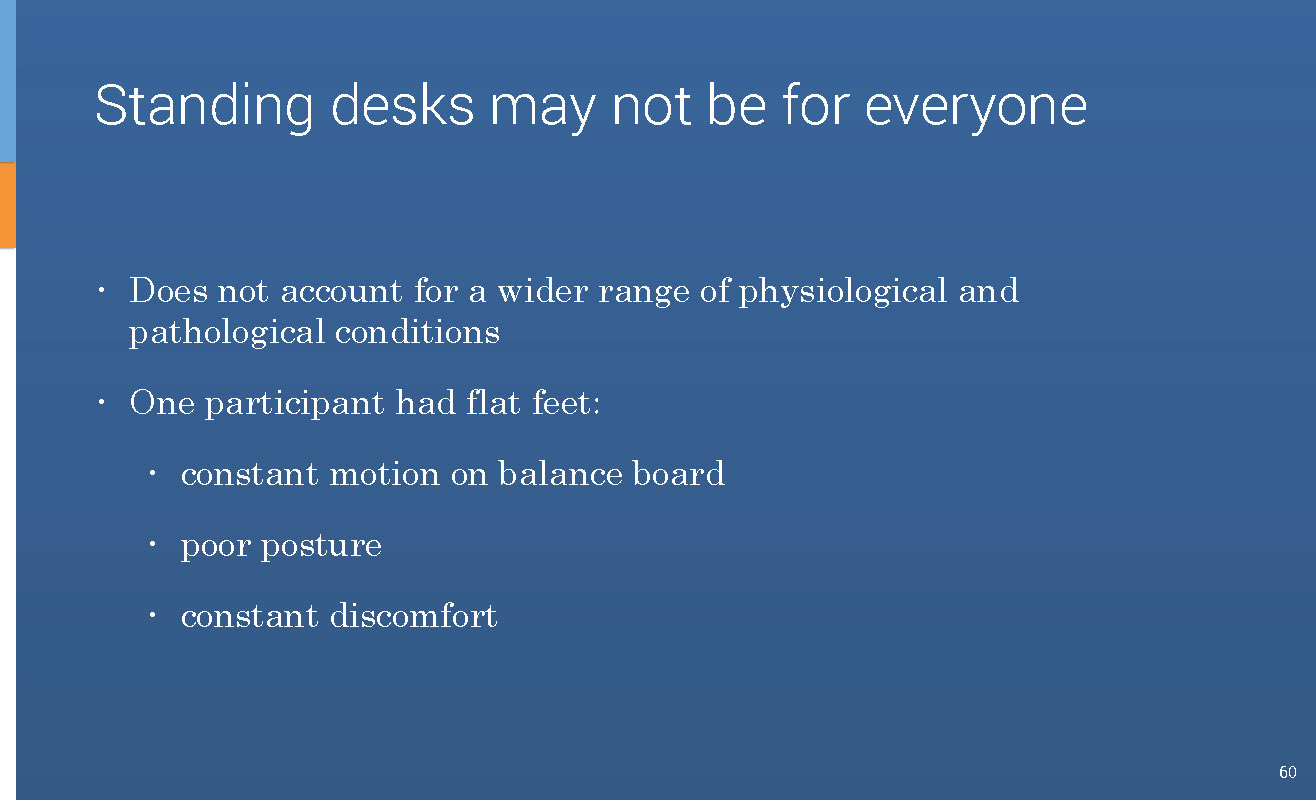 Standing desks may not be for everyone
· Does not account for a wider range of physiological and
pathological conditions
· One participant had flat feet:
· constant motion on balance board
· poor posture
· constant discomfort
60